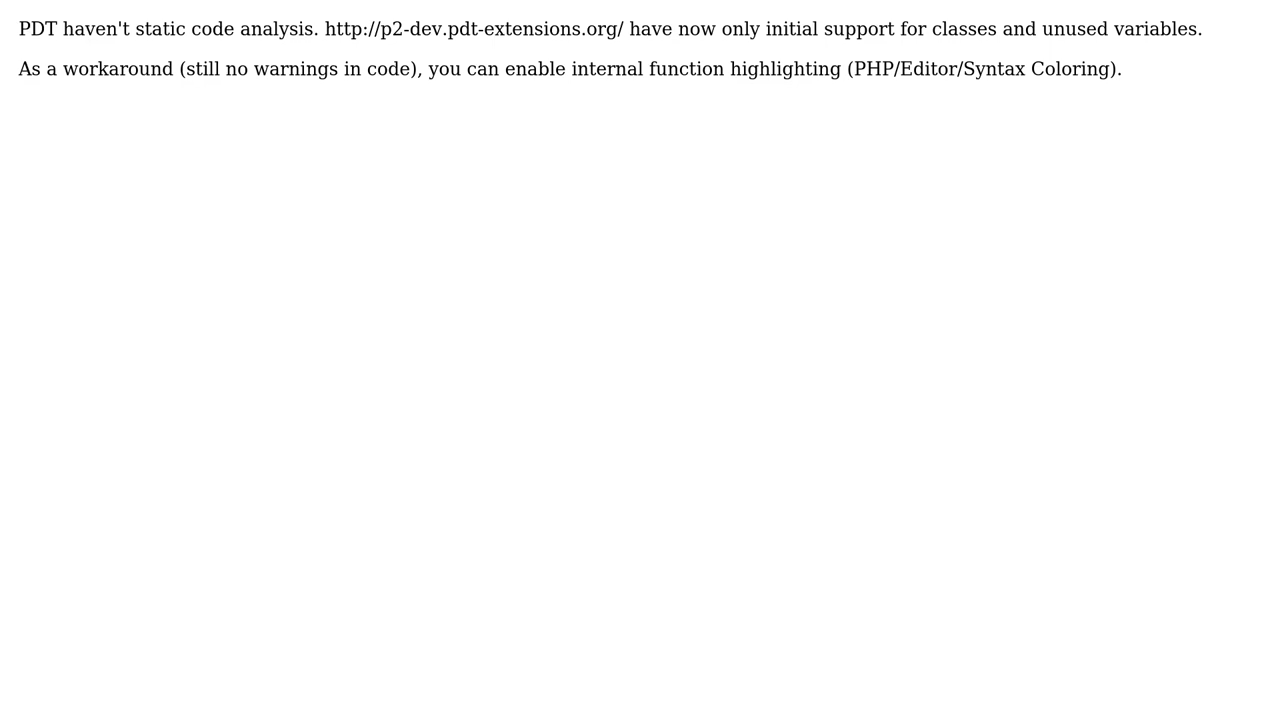 PDT haven't static code analysis. http://p2-dev.pdt-extensions.org/ have now only initial support for classes and unused variables.
As a workaround (still no warnings in code), you can enable internal function highlighting (PHP/Editor/Syntax Coloring).